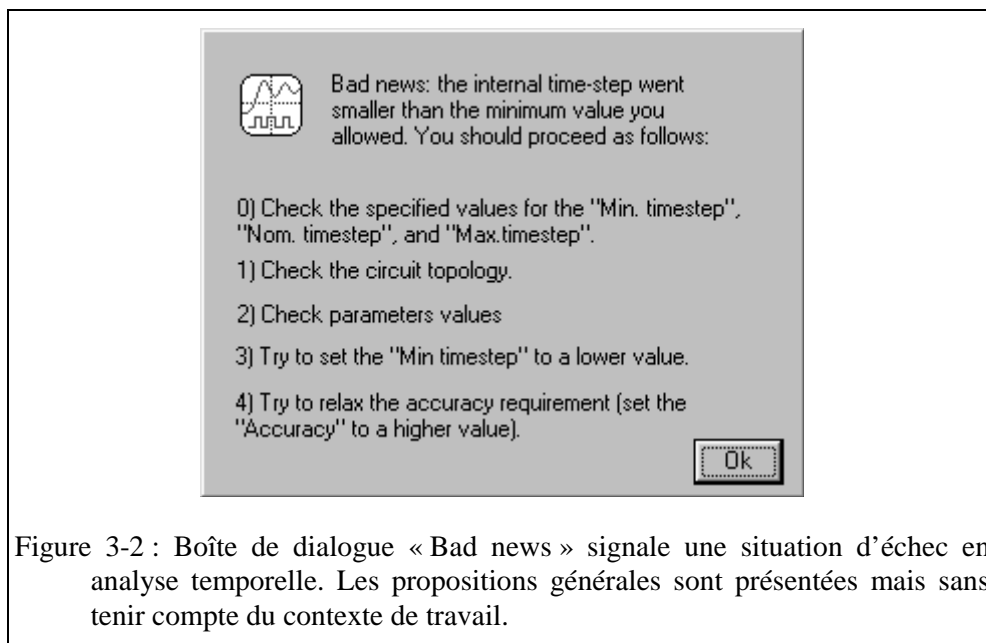 Bad news: the internal time-step went
smaller than the minimum value you
allowed. You should proceed as follows:
0) Check the specified values for the "Min. timestep",
"Nom. timestep", and "Max.timestep".
1) Check the circuit topology.
2) Check parameters values
3) Try to set the "Min timestep" to a lower value.
4) Try to relax the accuracy requirement (set the
"Accuracy" to a higher value).
Ok
Figure 3-2 : Boîte de dialogue « Bad news » signale une situation d'échec en
analyse temporelle. Les propositions générales sont présentées mais sans
tenir compte du contexte de travail.